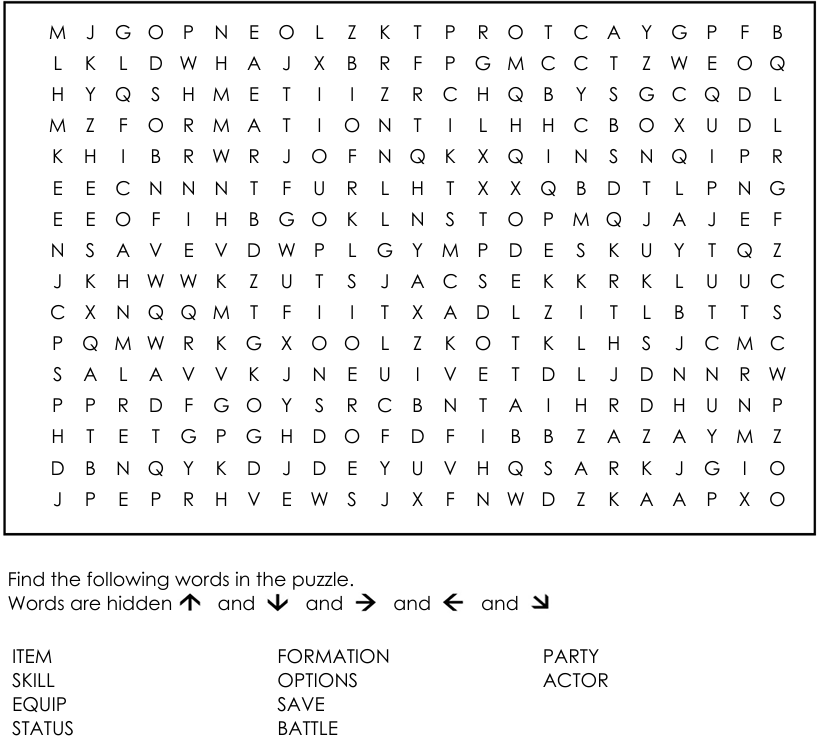 M J G O P N E O L Z K T P R O T C A Y G P F B
L K L D W H A J X B R F P G M C C T Z W E O Q
H Y Q S H M E T I I Z R C H Q B Y S G C Q D L
M Z F O R M A T I O N T I L H H C B O X U D L
K H I B R W R J O F N Q K X Q I N S N Q I P R
E E C N N N T F U R L H T X X Q B D T L P N G
E E O F I H B G O K L N S T O P M Q J A J E F
N S A V E V D W P L G Y M P D E S K U Y T Q Z
J K H W W K Z U T S J A C S E K K R K L U U C
C X N Q Q M T F I I T X A D L Z I T L B T T S
P Q M W R K G X O O L Z K O T K L H S J C M C
S A L A V V K J N E U I V E T D L J D N N R W
P P R D F G O Y S R C B N T A I H R D H U N P
H T E T G P G H D O F D F I B B Z A Z A Y M Z
D B N Q Y K D J D E Y U V H Q S A R K J G I O
J P E P R H V E W S J X F N W D Z K A A P X O
Find the following words in the puzzle.
Words are hidden ↑ and ↓ and → and ← and ↘
ITEM FORMATION PARTY
SKILL OPTIONS ACTOR
EQUIP SAVE
STATUS BATTLE